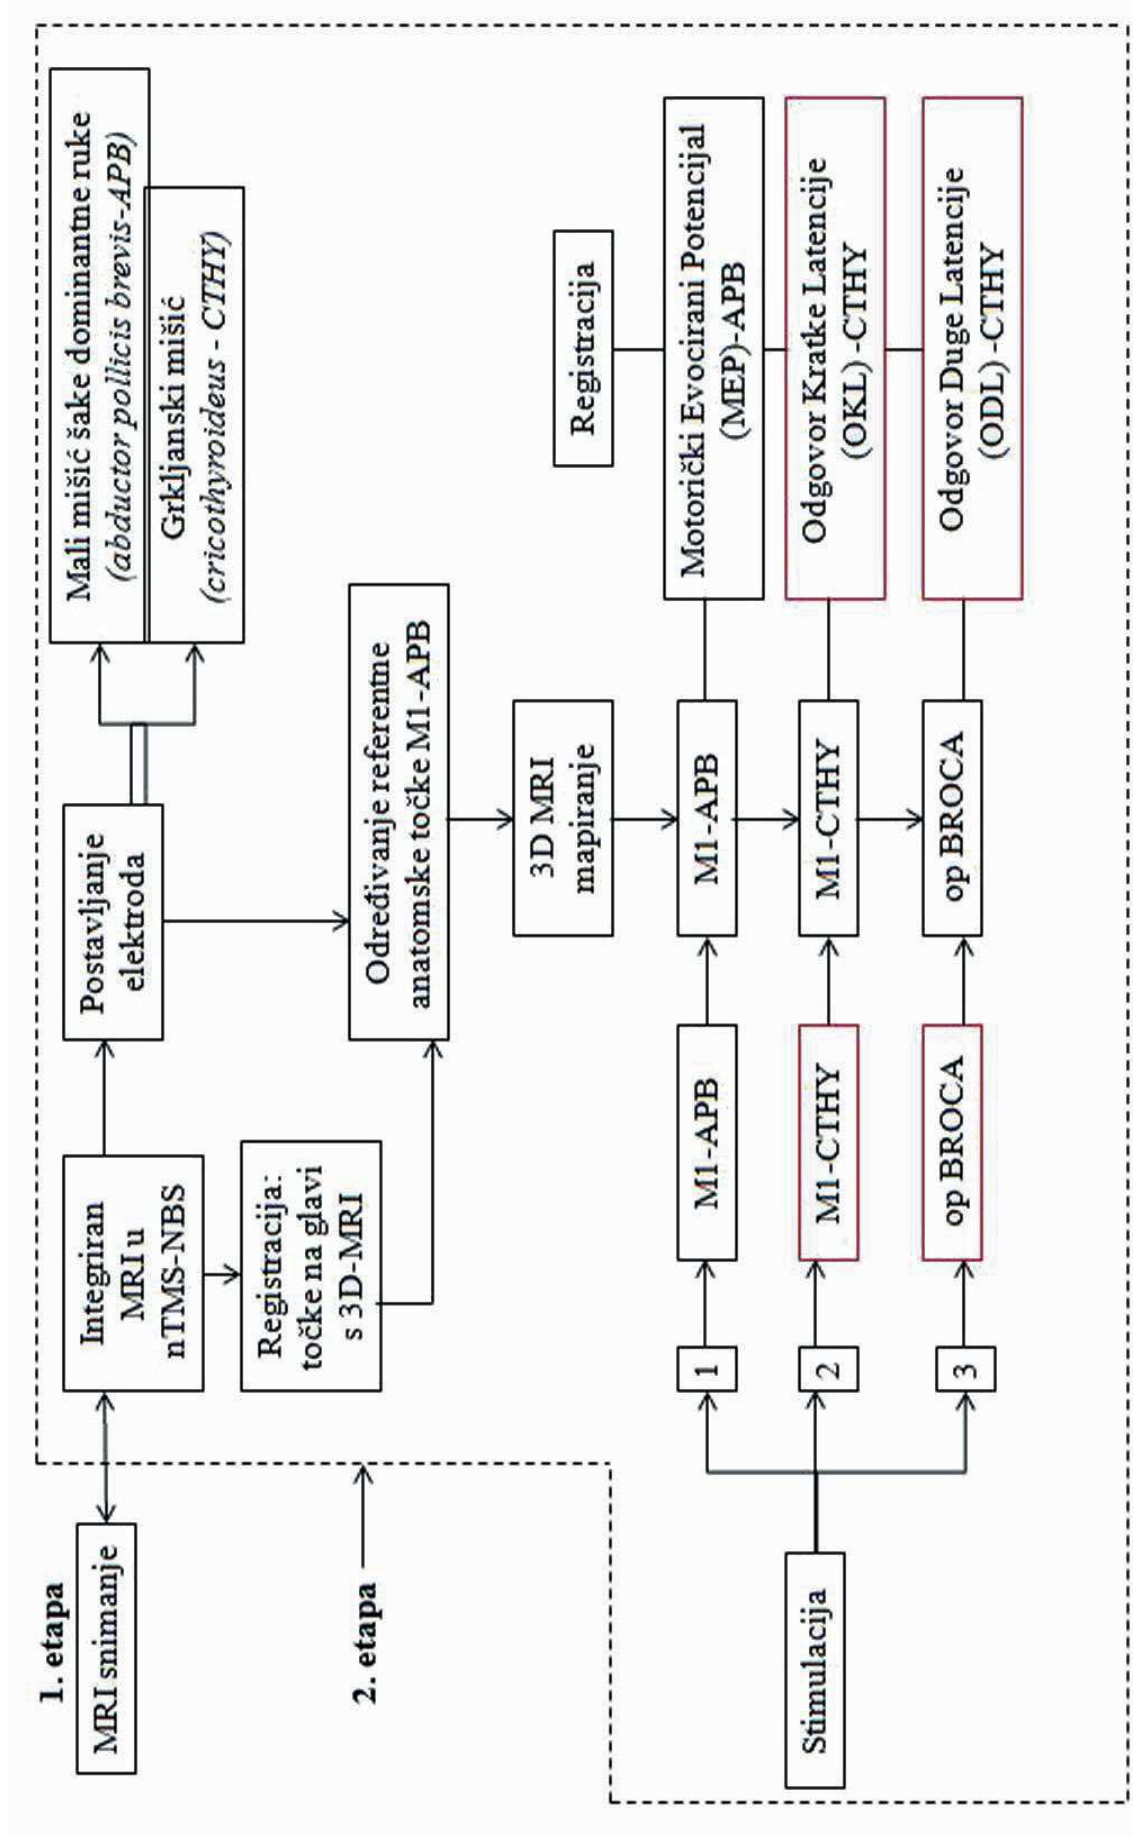 1. etapa
MRI snimanje
2. etapa
Integriran
MRI u
nTMS-NBS
Postavljanje
elektroda
Mali mišić šake dominantne ruke
(abductor pollicis brevis-APB)
Grkljanski mišić
(cricothyroideus - CTHY)
Registracija:
točke na glavi
s 3D-MRI
Određivanje referentne
anatomske točke M1-APB
3D MRI
mapiranje
Registracija
Stimulacija
1
M1-APB
M1-APB
Motorički Evocirani Potencijal
(MEP)-APB
2
M1-CTHY
M1-CTHY
Odgovor Kratke Latencije
(OKL) -CTHY
3
op BROCA
op BROCA
Odgovor Duge Latencije
(ODL) -CTHY